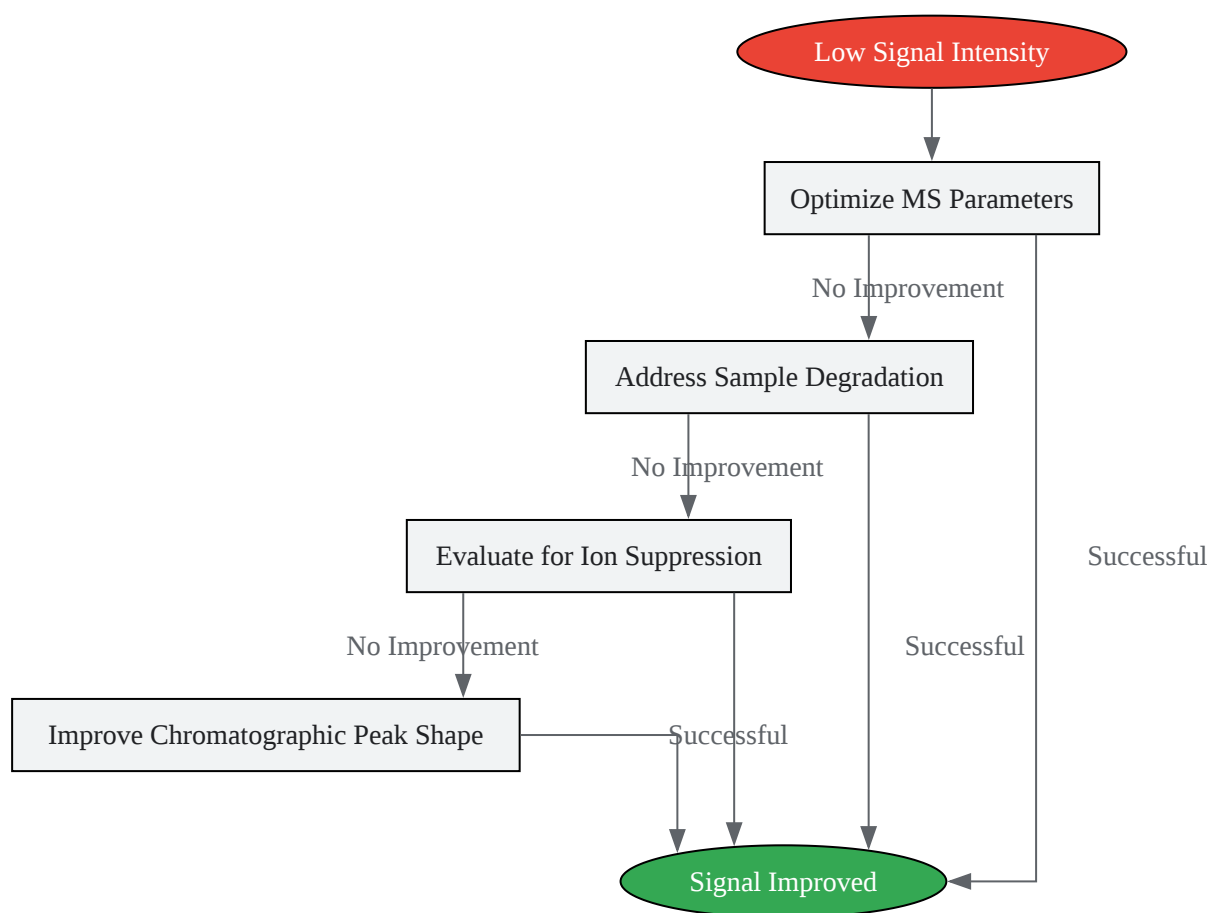 Low Signal Intensity
Optimize MS Parameters
No Improvement
Address Sample Degradation
No Improvement
Evaluate for Ion Suppression
Successful
No Improvement
Successful
Improve Chromatographic Peak Shape
Successful
Signal Improved